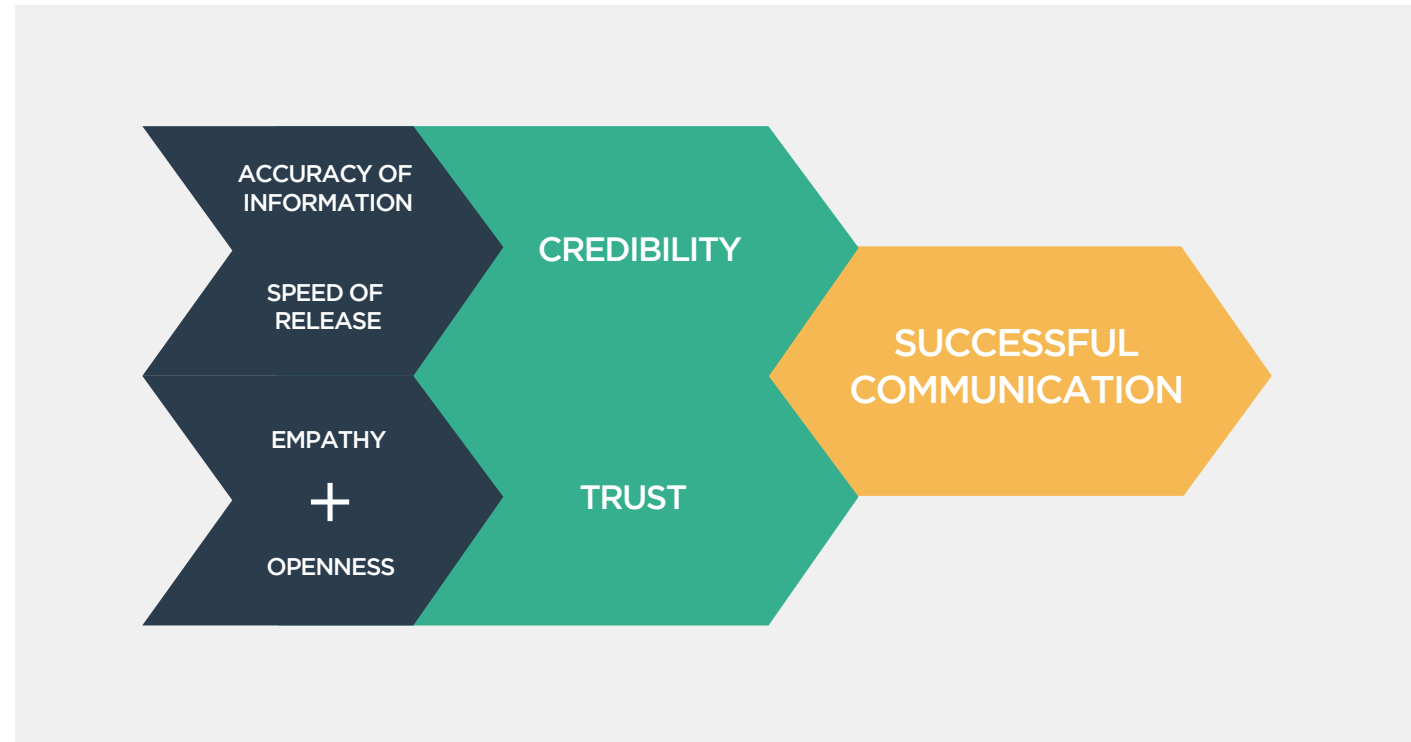 ACCURACY OF
INFORMATION
SPEED OF
RELEASE
EMPATHY
+
OPENNESS
CREDIBILITY
TRUST
SUCCESSFUL
COMMUNICATION